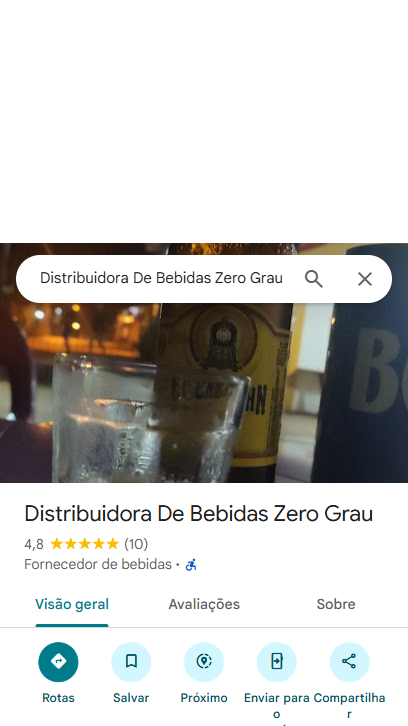 Distribuidora De Bebidas Zero Grau
Distribuidora De Bebidas Zero Grau
4,8 (10)
Fornecedor de bebidas ·
Visão geral Avaliações Sobre
Rotas Salvar Próximo Enviar para o Compartilhar